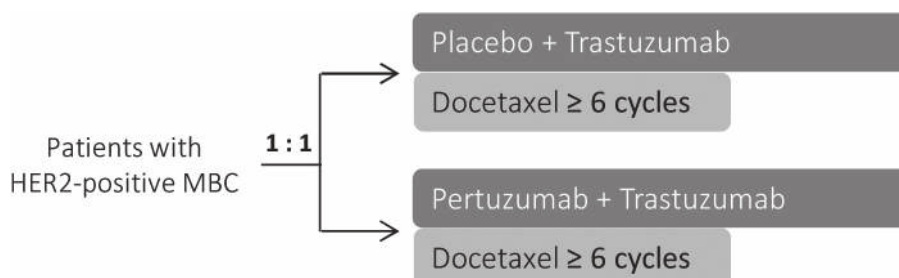 Placebo + Trastuzumab
Docetaxel ≥ 6 cycles
1 : 1
Patients with
HER2-positive MBC
Pertuzumab + Trastuzumab
Docetaxel ≥ 6 cycles